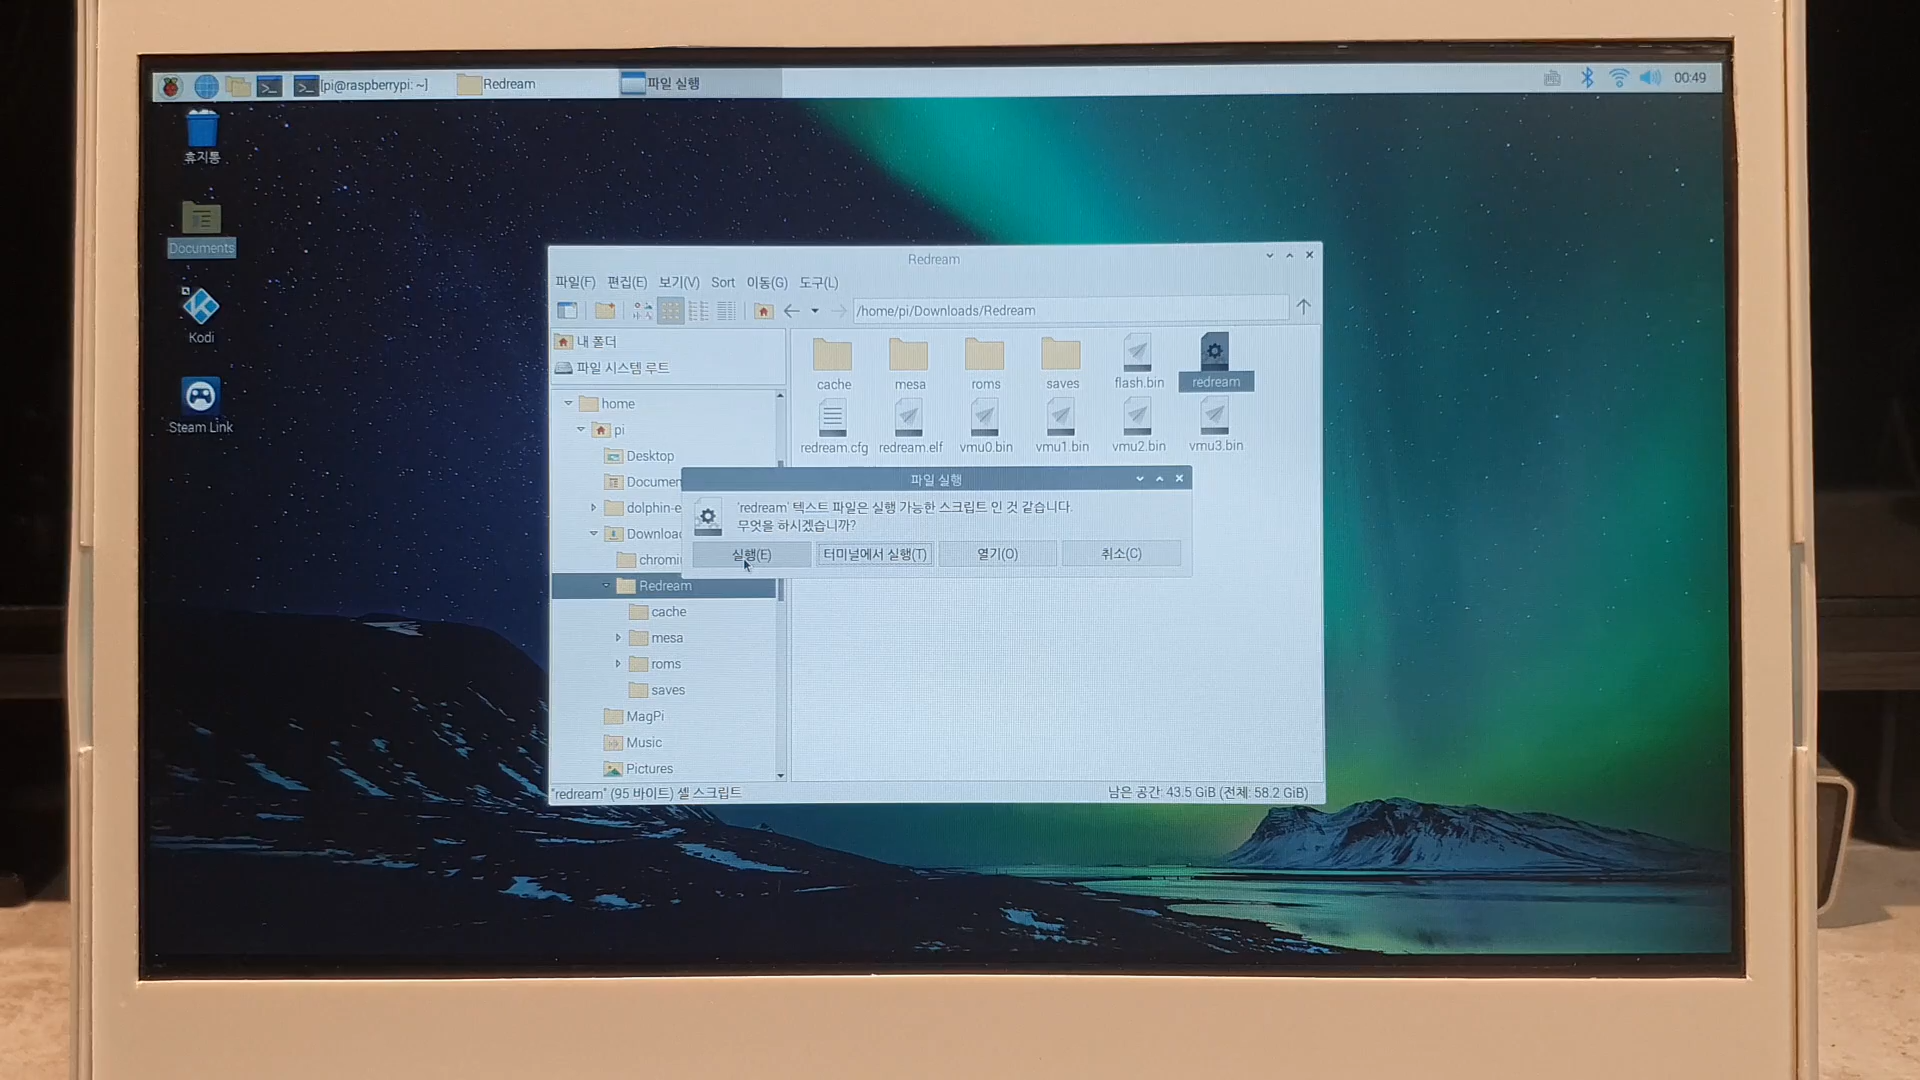 [pi@raspberrypi: ~]
Redream
파일 실행
00:49
휴지통
Documents
Kodi
Steam Link
Redream
파일(F) 편집(E) 보기(V) Sort 이동(G) 도구(L)
/home/pi/Downloads/Redream
내 폴더
파일 시스템 루트
home
pi
Desktop
Documen
dolphin-e
Downloa
chromi
Redream
cache
mesa
roms
saves
MagPi
Music
Pictures
cache mesa roms saves flash.bin redream
redream.cfg redream.elf vmu0.bin vmu1.bin vmu2.bin vmu3.bin
파일 실행
'redream' 텍스트 파일은 실행 가능한 스크립트 인 것 같습니다.
무엇을 하시겠습니까?
실행(E) 터미널에서 실행(T) 열기(O) 취소(C)
"redream" (95 바이트) 셸 스크립트
남은 공간: 43.5 GiB (전체: 58.2 GiB)